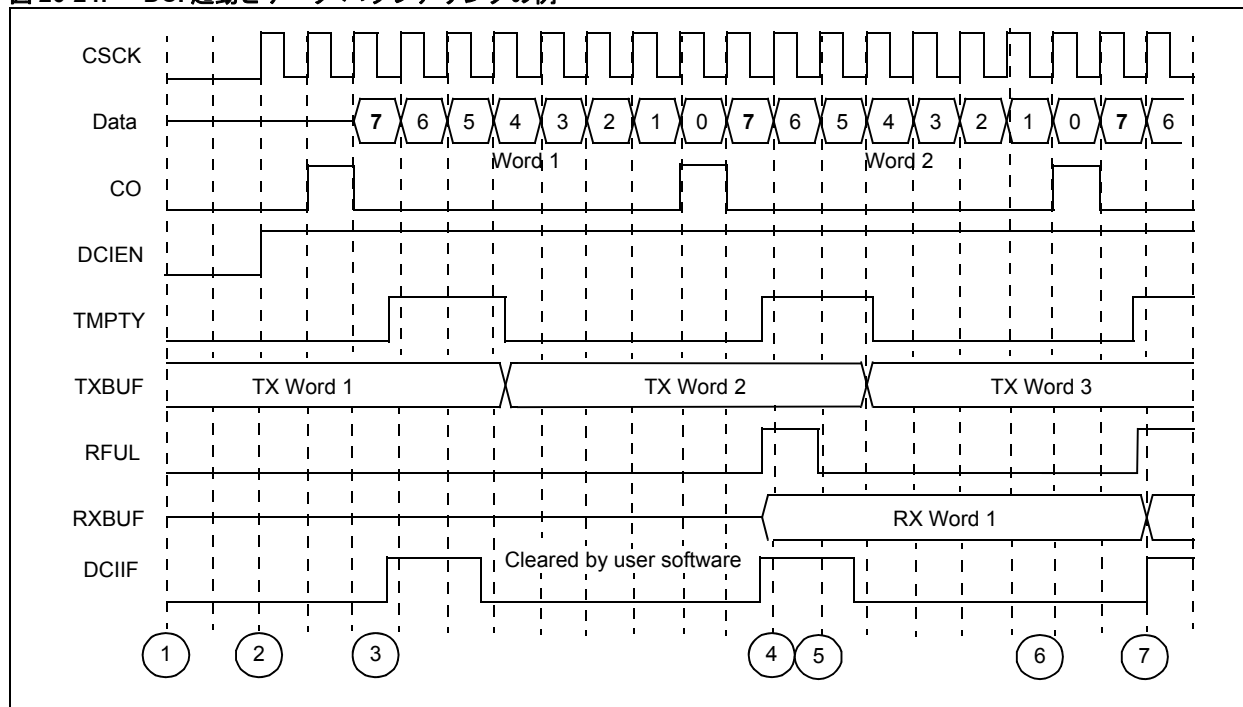 CSCK
Data 7 6 5 4 3 2 1 0 7 6 5 4 3 2 1 0 7 6
Word 1 Word 2
CO
DCIEN
TMPTY
TXBUF TX Word 1 TX Word 2 TX Word 3
RFUL
RXBUF RX Word 1
DCIIF Cleared by user software
1 2 3 4 5 6 7